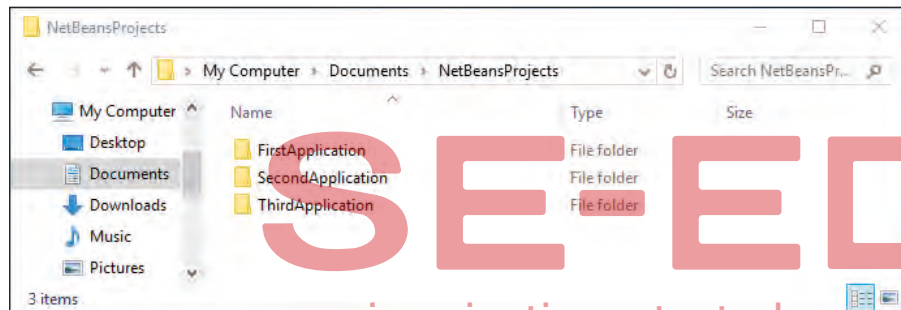 NetBeansProjects
My Computer > Documents > NetBeansProjects
Search NetBeansPr...
My Computer
Name Type Size
Desktop
FirstApplication File folder
Documents
SecondApplication File folder
Downloads
ThirdApplication File folder
Music
Pictures
3 items
SE-ED